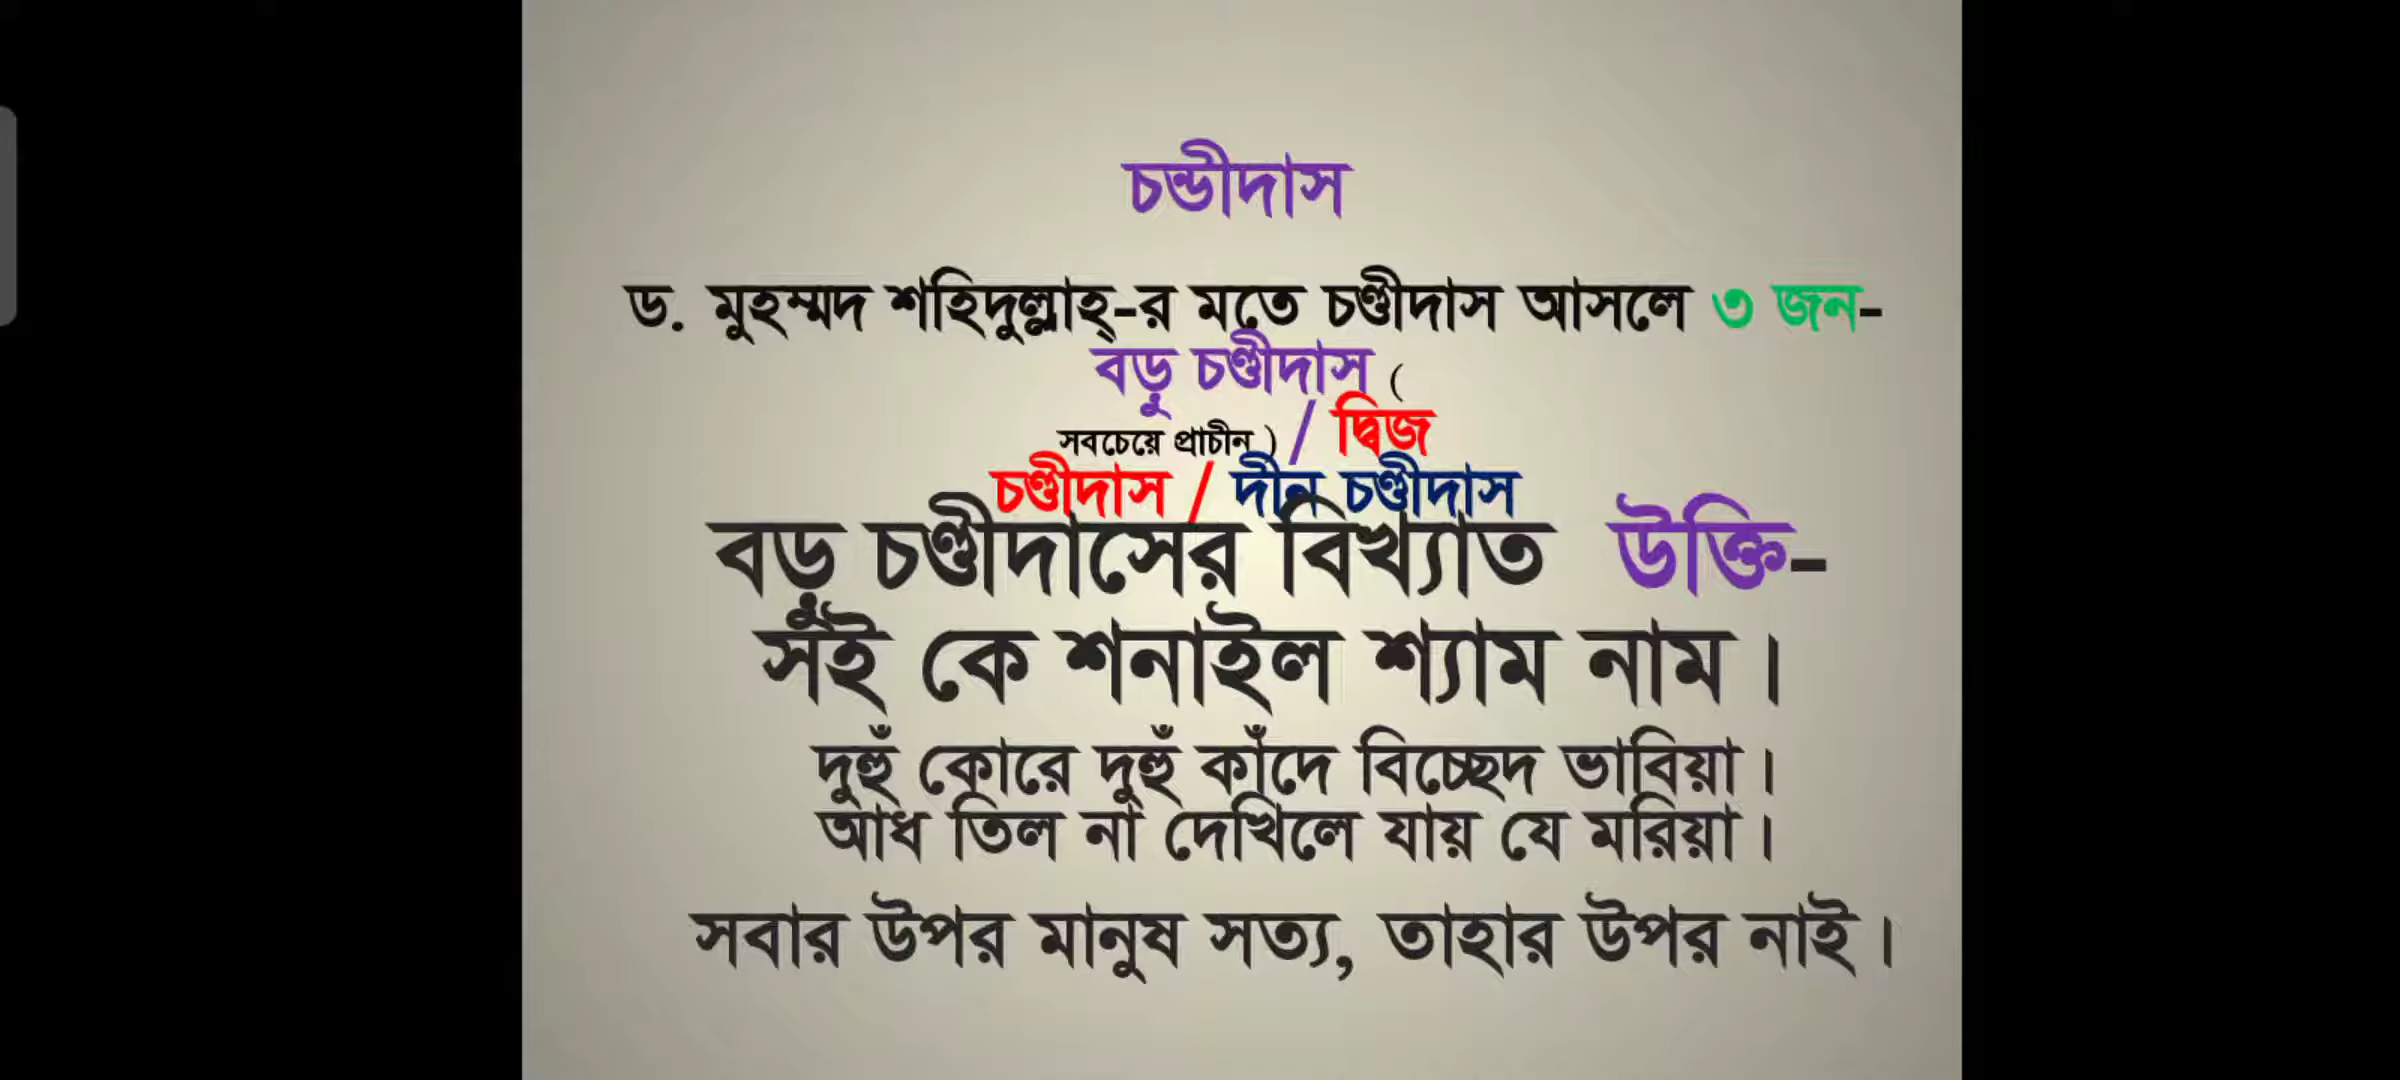 চন্ডীদাস
ড. মুহম্মদ শহিদুল্লাহ্-র মতে চণ্ডীদাস আসলে ৩ জন-
বড়ু চণ্ডীদাস (
সবচেয়ে প্রাচীন ) / দ্বিজ
চণ্ডীদাস / দীন চণ্ডীদাস
বড়ু চণ্ডীদাসের বিখ্যাত উক্তি-
সই কে শনাইল শ্যাম নাম।
দুহুঁ কোরে দুহুঁ কাঁদে বিচ্ছেদ ভাবিয়া।
আধ তিল না দেখিলে যায় যে মরিয়া।
সবার উপর মানুষ সত্য, তাহার উপর নাই।